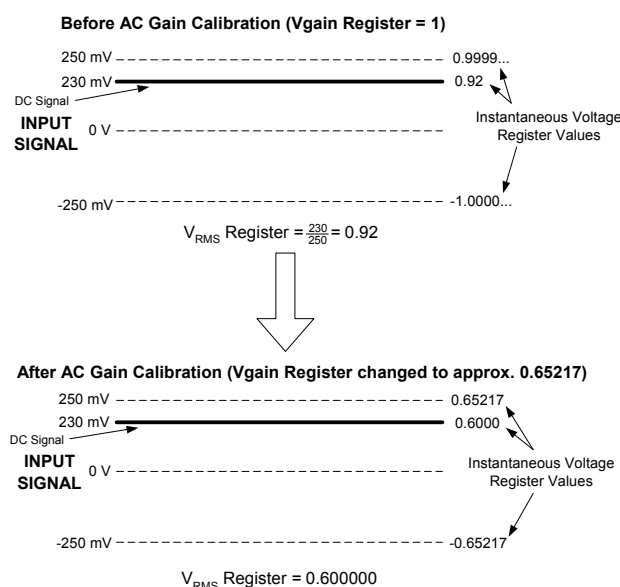 Before AC Gain Calibration (Vgain Register = 1)
250 mV 0.9999...
230 mV 0.92
DC Signal
INPUT
SIGNAL
0 V
Instantaneous Voltage
Register Values
-250 mV -1.0000...
VRMS Register = 230/250 = 0.92
After AC Gain Calibration (Vgain Register changed to approx. 0.65217)
250 mV 0.65217
230 mV 0.6000
DC Signal
INPUT
SIGNAL
0 V
Instantaneous Voltage
Register Values
-250 mV -0.65217
VRMS Register = 0.600000